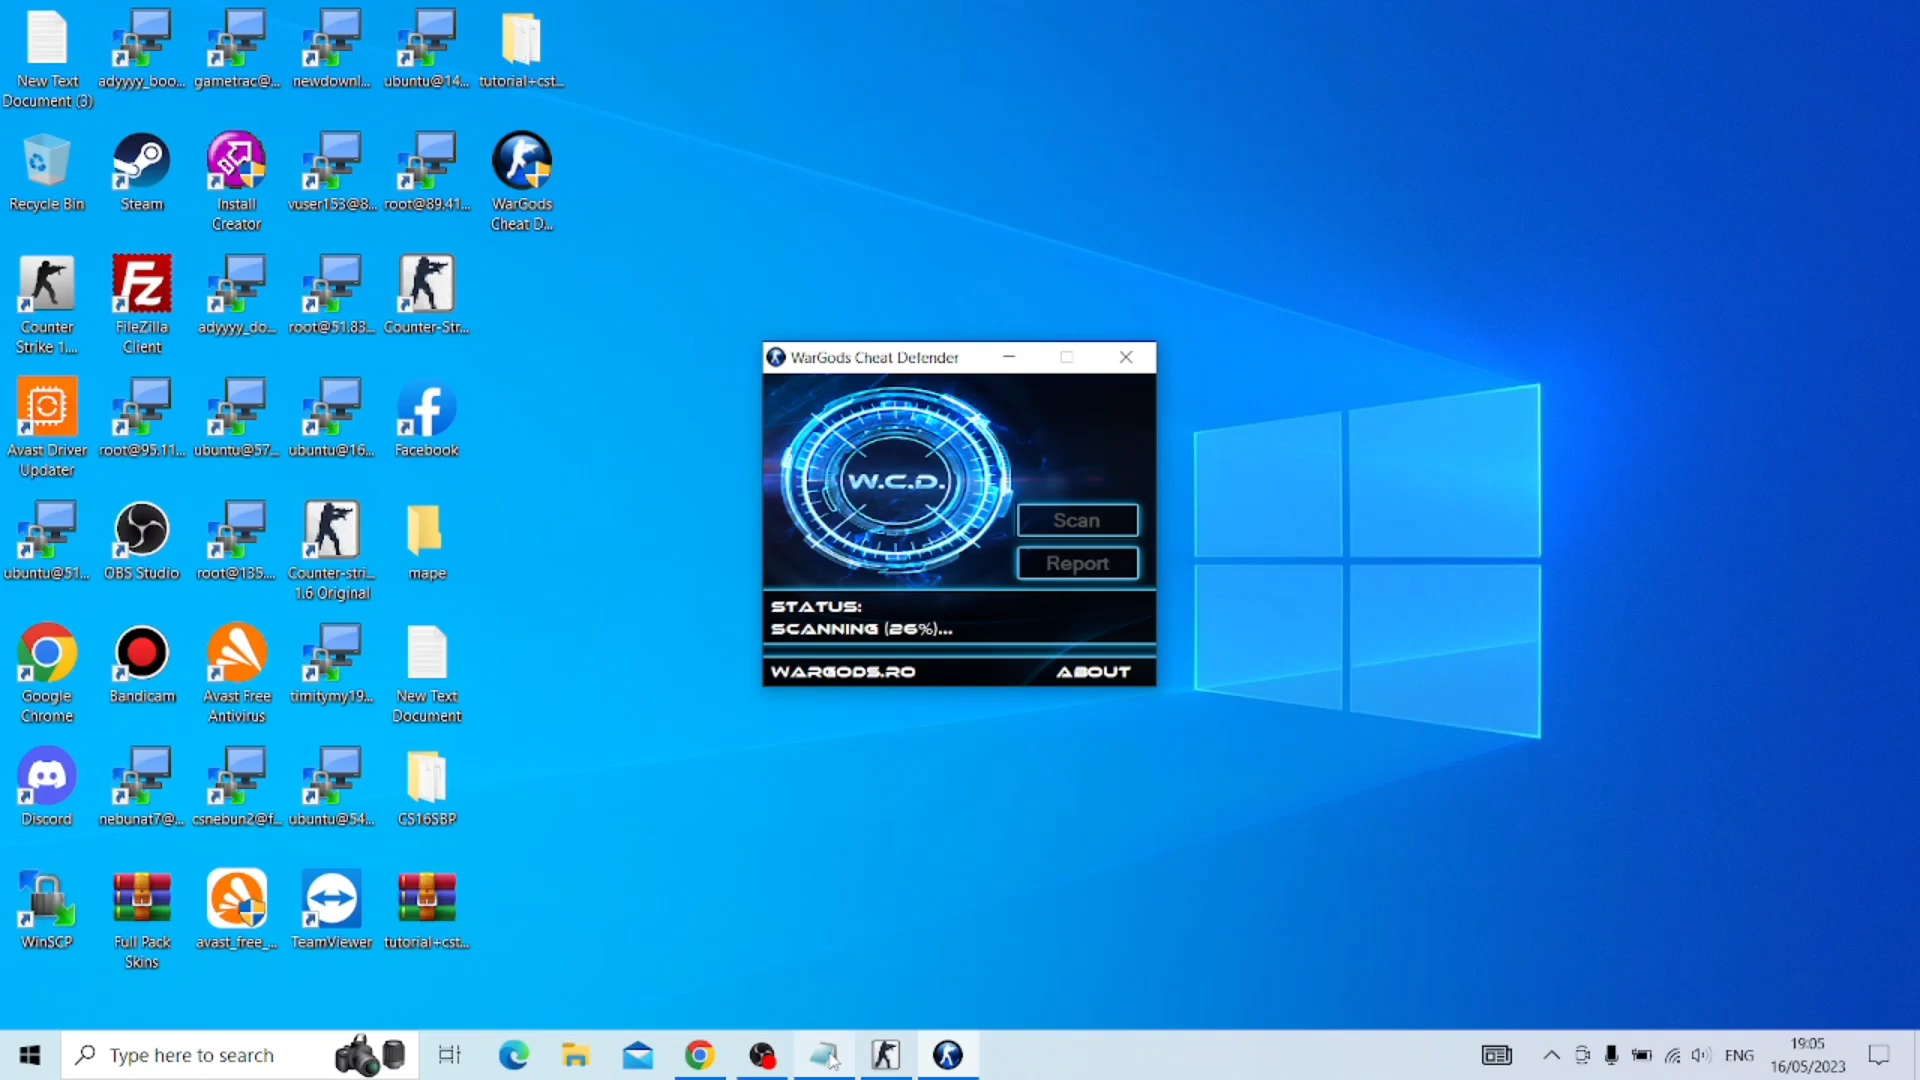 New Text
Document (3)
adyyyy_boo...
gametrac@...
newdownl...
ubuntu@14...
tutorial+cst...
Recycle Bin
Steam
Install
Creator
vuser153@8...
root@89.41...
WarGods
Cheat D...
Counter
Strike 1....
FileZilla
Client
adyyyy_do...
root@51.83...
Counter-Str...
Avast Driver
Updater
root@95.11...
ubuntu@57...
ubuntu@16...
Facebook
ubuntu@51...
OBS Studio
root@135....
Counter-stri...
1.6 Original
mape
Google
Chrome
Bandicam
Avast Free
Antivirus
timitymy19...
New Text
Document
Discord
nebunat7@...
csnebun2@f...
ubuntu@54...
CS16SBP
WinSCP
Full Pack
Skins
avast_free_...
TeamViewer
tutorial+cst...
WarGods Cheat Defender
W.C.D.
Scan
Report
STATUS:
SCANNING (26%)...
WARGODS.RO
ABOUT
Type here to search
ENG
19:05
16/05/2023